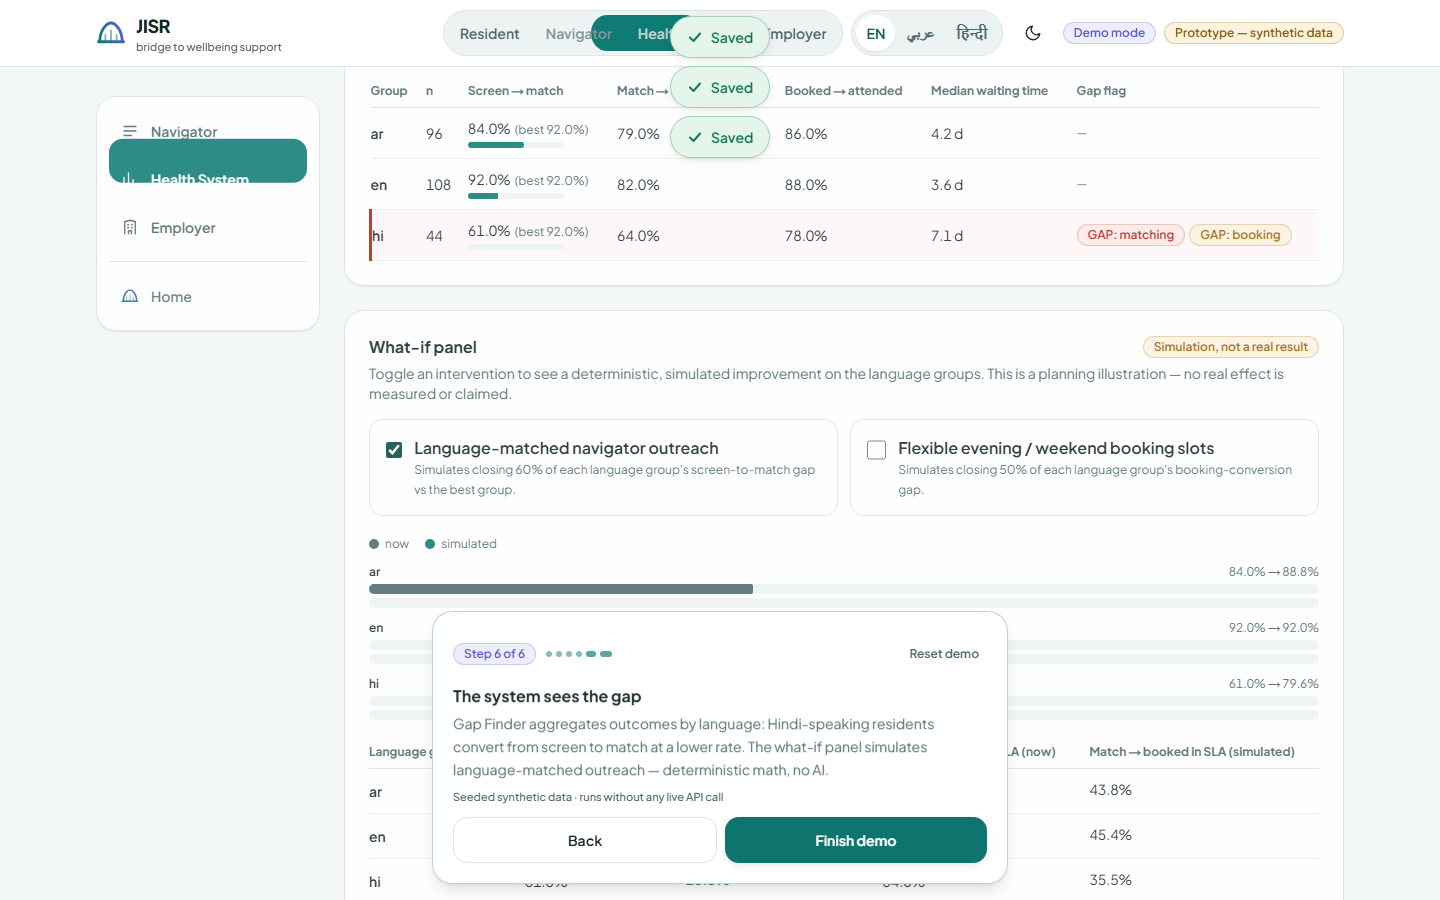 JISR
bridge to wellbeing support
Resident
Navigator
Employer
EN
عربي
हिन्दी
Demo mode
Prototype — synthetic data
Saved
Saved
Saved
Navigator
Health System
Employer
Home
Group n Screen→match Match→ Booked→attended Median waiting time Gap flag
ar 96 84.0% (best 92.0%) 79.0% 86.0% 4.2 d —
en 108 92.0% (best 92.0%) 82.0% 88.0% 3.6 d —
hi 44 61.0% (best 92.0%) 64.0% 78.0% 7.1 d GAP: matching GAP: booking
What-if panel
Simulation, not a real result
Toggle an intervention to see a deterministic, simulated improvement on the language groups. This is a planning illustration — no real effect is
measured or claimed.
Language-matched navigator outreach
Simulates closing 60% of each language group's screen-to-match gap
vs the best group.
Flexible evening / weekend booking slots
Simulates closing 50% of each language group's booking-conversion
gap.
now
simulated
ar 84.0%→88.8%
en 92.0%→92.0%
hi 61.0%→79.6%
Step 6 of 6
Reset demo
The system sees the gap
Gap Finder aggregates outcomes by language: Hindi-speaking residents
convert from screen to match at a lower rate. The what-if panel simulates
language-matched outreach — deterministic math, no AI.
Seeded synthetic data · runs without any live API call
Back
Finish demo
Language (now) Match→booked in SLA (simulated)
ar 43.8%
en 45.4%
hi 35.5%